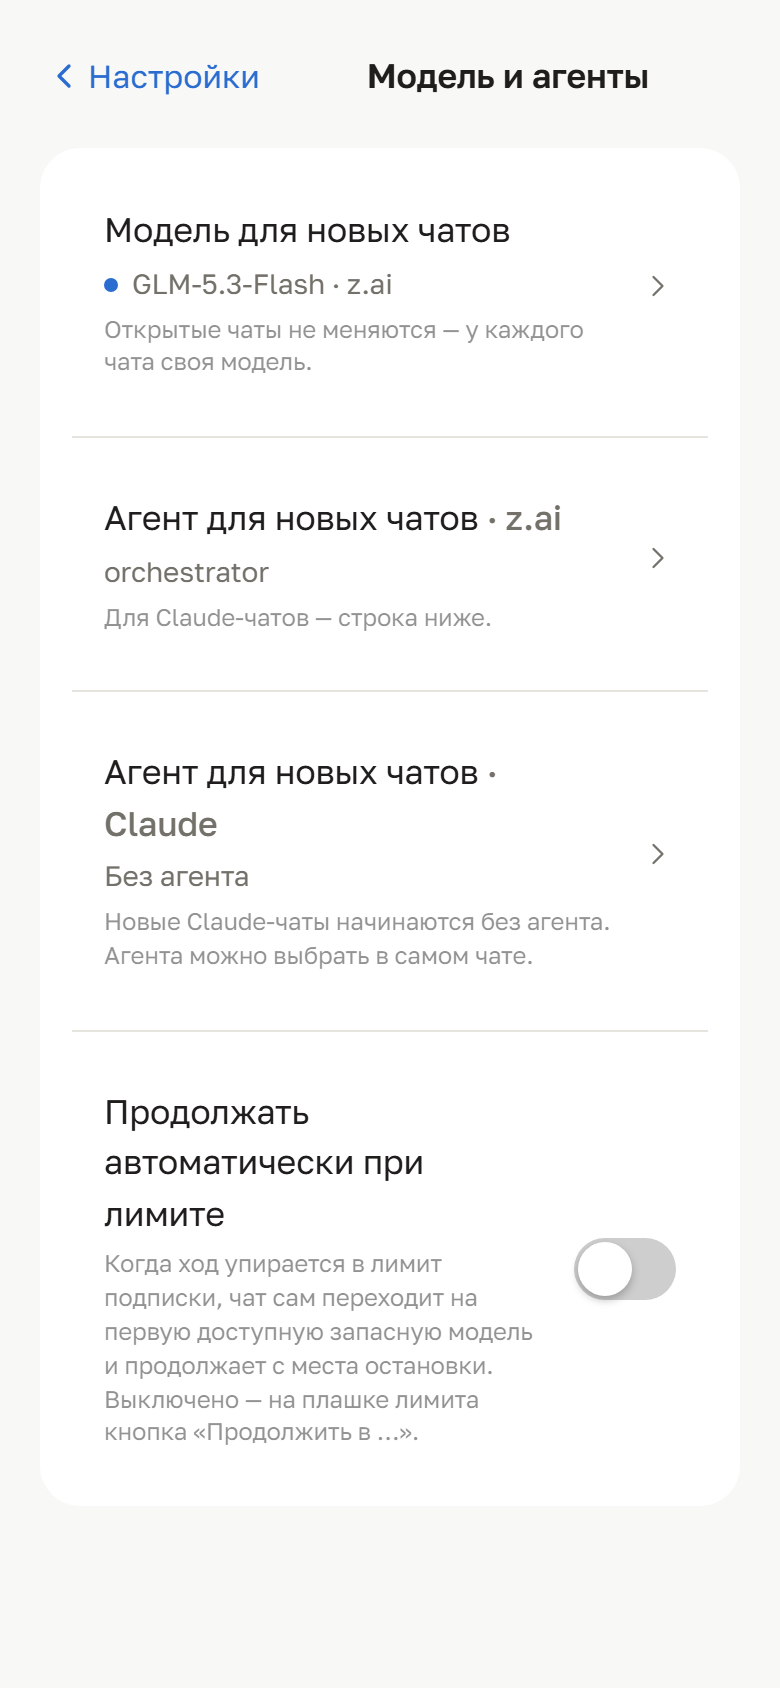 Настройки
Модель и агенты
Модель для новых чатов
GLM-5.3-Flash · z.ai
Открытые чаты не меняются — у каждого
чата своя модель.
Агент для новых чатов · z.ai
orchestrator
Для Claude-чатов — строка ниже.
Агент для новых чатов ·
Claude
Без агента
Новые Claude-чаты начинаются без агента.
Агента можно выбрать в самом чате.
Продолжать
автоматически при
лимите
Когда ход упирается в лимит
подписки, чат сам переходит на
первую доступную запасную модель
и продолжает с места остановки.
Выключено — на плашке лимита
кнопка «Продолжить в …».